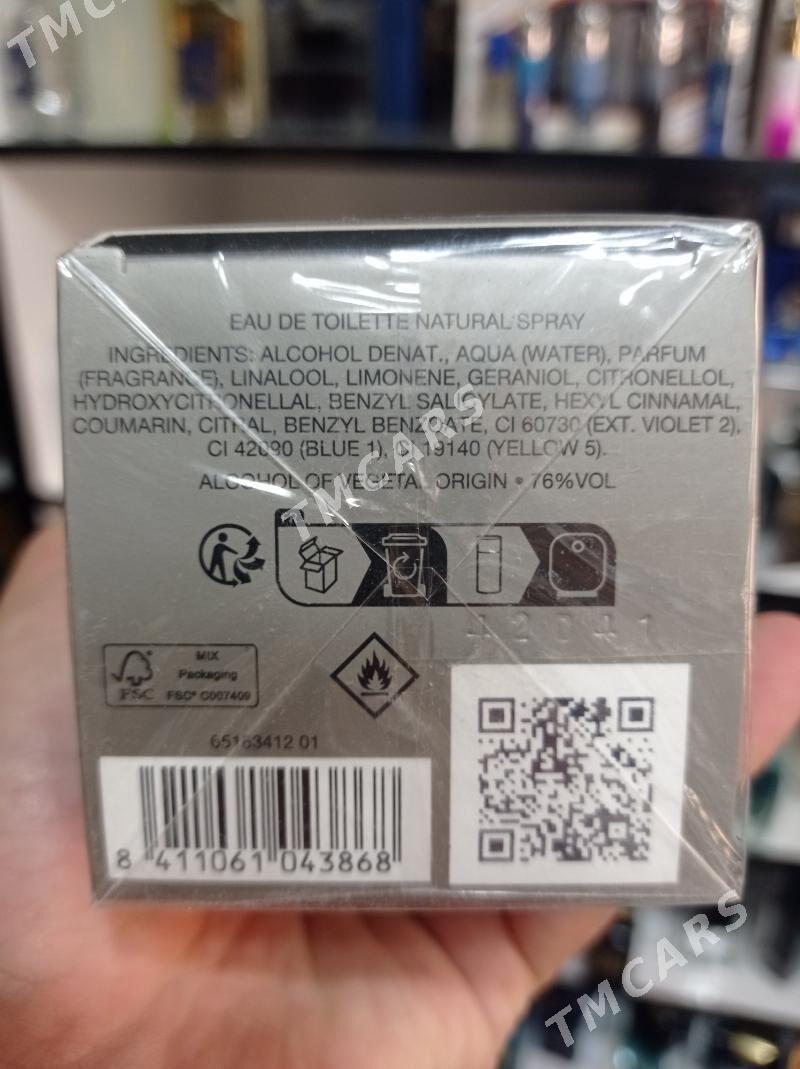 TMCARS
EAU DE TOILETTE NATURAL SPRAY
INGREDIENTS: ALCOHOL DENAT., AQUA (WATER), PARFUM
(FRAGRANCE), LINALOOL, LIMONENE, GERANIOL, CITRONELLOL,
HYDROXYCITRONELLAL, BENZYL SALICYLATE, HEXYL CINNAMAL,
COUMARIN, CITRAL, BENZYL BENZOATE, CI 60730 (EXT. VIOLET 2),
CI 42090 (BLUE 1), CI 19140 (YELLOW 5).
TMCARS
ALCOHOL OF VEGETAL ORIGIN • 76%VOL
FR
42041
MIX
Packaging
FSC
FSC® C007409
65183412 01
8 411061 043868
TMCARS